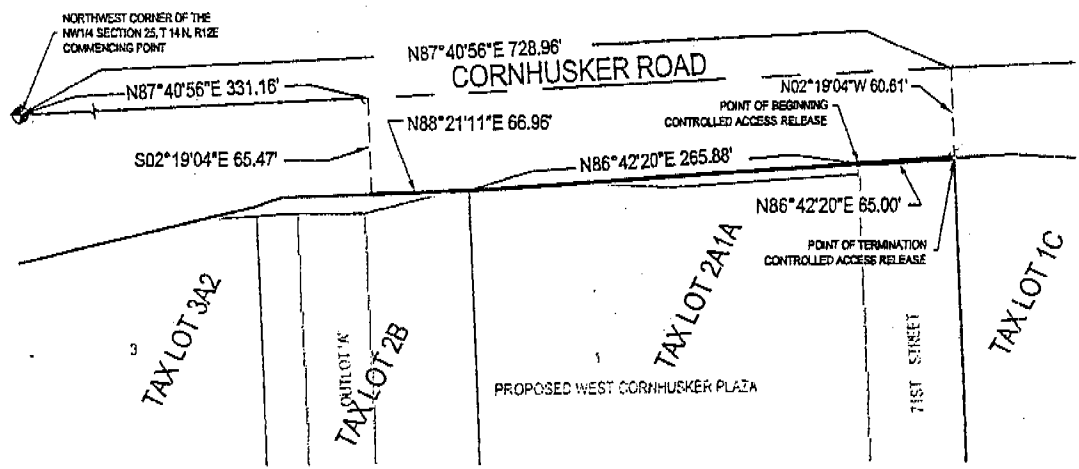 NORTHWEST CORNER OF THE
NW1/4 SECTION 25, T 14 N, R12E
COMMENCING POINT
N87°40'56"E 728.96'
CORNHUSKER ROAD
N87°40'56"E 331.16'
N02°19'04"W 60.61'
POINT OF BEGINNING
CONTROLLED ACCESS RELEASE
N88°21'11"E 66.96'
S02°19'04"E 65.47'
N86°42'20"E 265.88'
N86°42'20"E 65.00'
POINT OF TERMINATION
CONTROLLED ACCESS RELEASE
TAX LOT 3A2
3
OUTLOT "A"
TAX LOT 2B
1
TAX LOT 2A1A
PROPOSED WEST CORNHUSKER PLAZA
71ST STREET
TAX LOT 1C